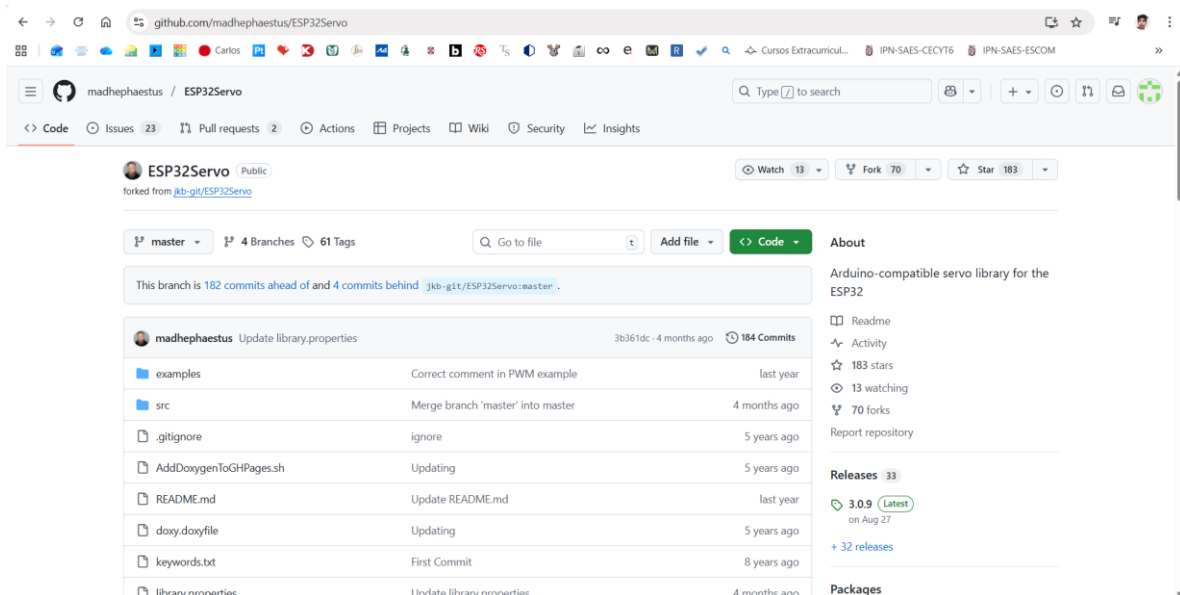 github.com/madhephaestus/ESP32Servo
Carlos
Cursos Extracurricul...
IPN-SAES-CECYT6
IPN-SAES-ESCOM
madhephaestus / ESP32Servo
Type / to search
Code
Issues 23
Pull requests 2
Actions
Projects
Wiki
Security
Insights
ESP32Servo Public
forked from jkb-git/ESP32Servo
Watch 13
Fork 70
Star 183
master
4 Branches
61 Tags
Go to file t
Add file
Code
This branch is 182 commits ahead of and 4 commits behind jkb-git/ESP32Servo:master .
madhephaestus Update library.properties 3b361dc · 4 months ago 184 Commits
examples Correct comment in PWM example last year
src Merge branch 'master' into master 4 months ago
.gitignore ignore 5 years ago
AddDoxygenToGHPages.sh Updating 5 years ago
README.md Update README.md last year
doxy.doxyfile Updating 5 years ago
keywords.txt First Commit 8 years ago
library.properties Update library.properties 4 months ago
About
Arduino-compatible servo library for the
ESP32
Readme
Activity
183 stars
13 watching
70 forks
Report repository
Releases 33
3.0.9 Latest
on Aug 27
+ 32 releases
Packages